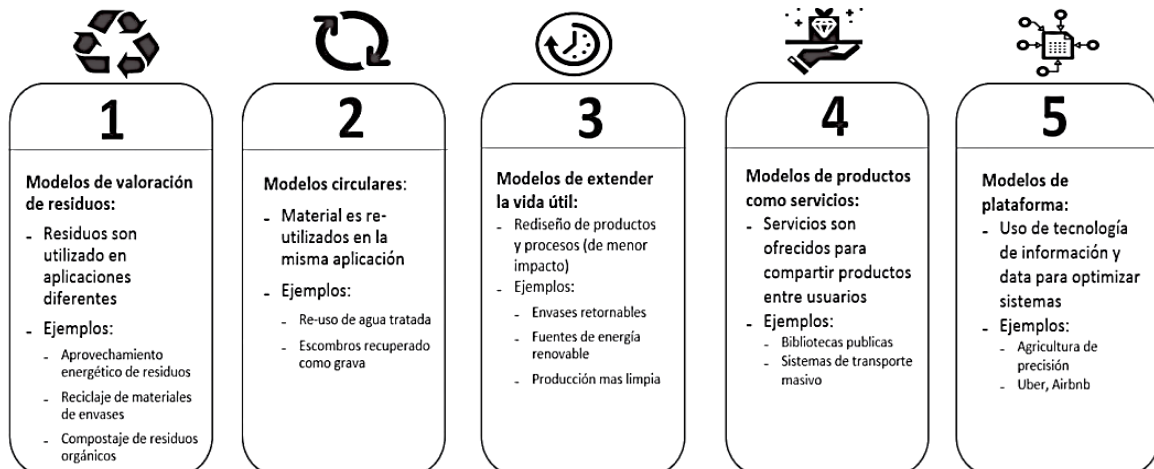 1
Modelos de valoración
de residuos:
- Residuos son
utilizado en
aplicaciones
diferentes
- Ejemplos:
- Aprovechamiento
energético de residuos
- Reciclaje de materiales
de envases
- Compostaje de residuos
orgánicos
2
Modelos circulares:
- Material es re-
utilizados en la
misma aplicación
- Ejemplos:
- Re-uso de agua tratada
- Escombros recuperado
como grava
3
Modelos de extender
la vida útil:
- Rediseño de productos
y procesos (de menor
impacto)
- Ejemplos:
- Envases retornables
- Fuentes de energía
renovable
- Producción mas limpia
4
Modelos de productos
como servicios:
- Servicios son
ofrecidos para
compartir productos
entre usuarios
- Ejemplos:
- Bibliotecas publicas
- Sistemas de transporte
masivo
5
Modelos de
plataforma:
- Uso de tecnología
de información y
data para optimizar
sistemas
- Ejemplos:
- Agricultura de
precisión
- Uber, Airbnb